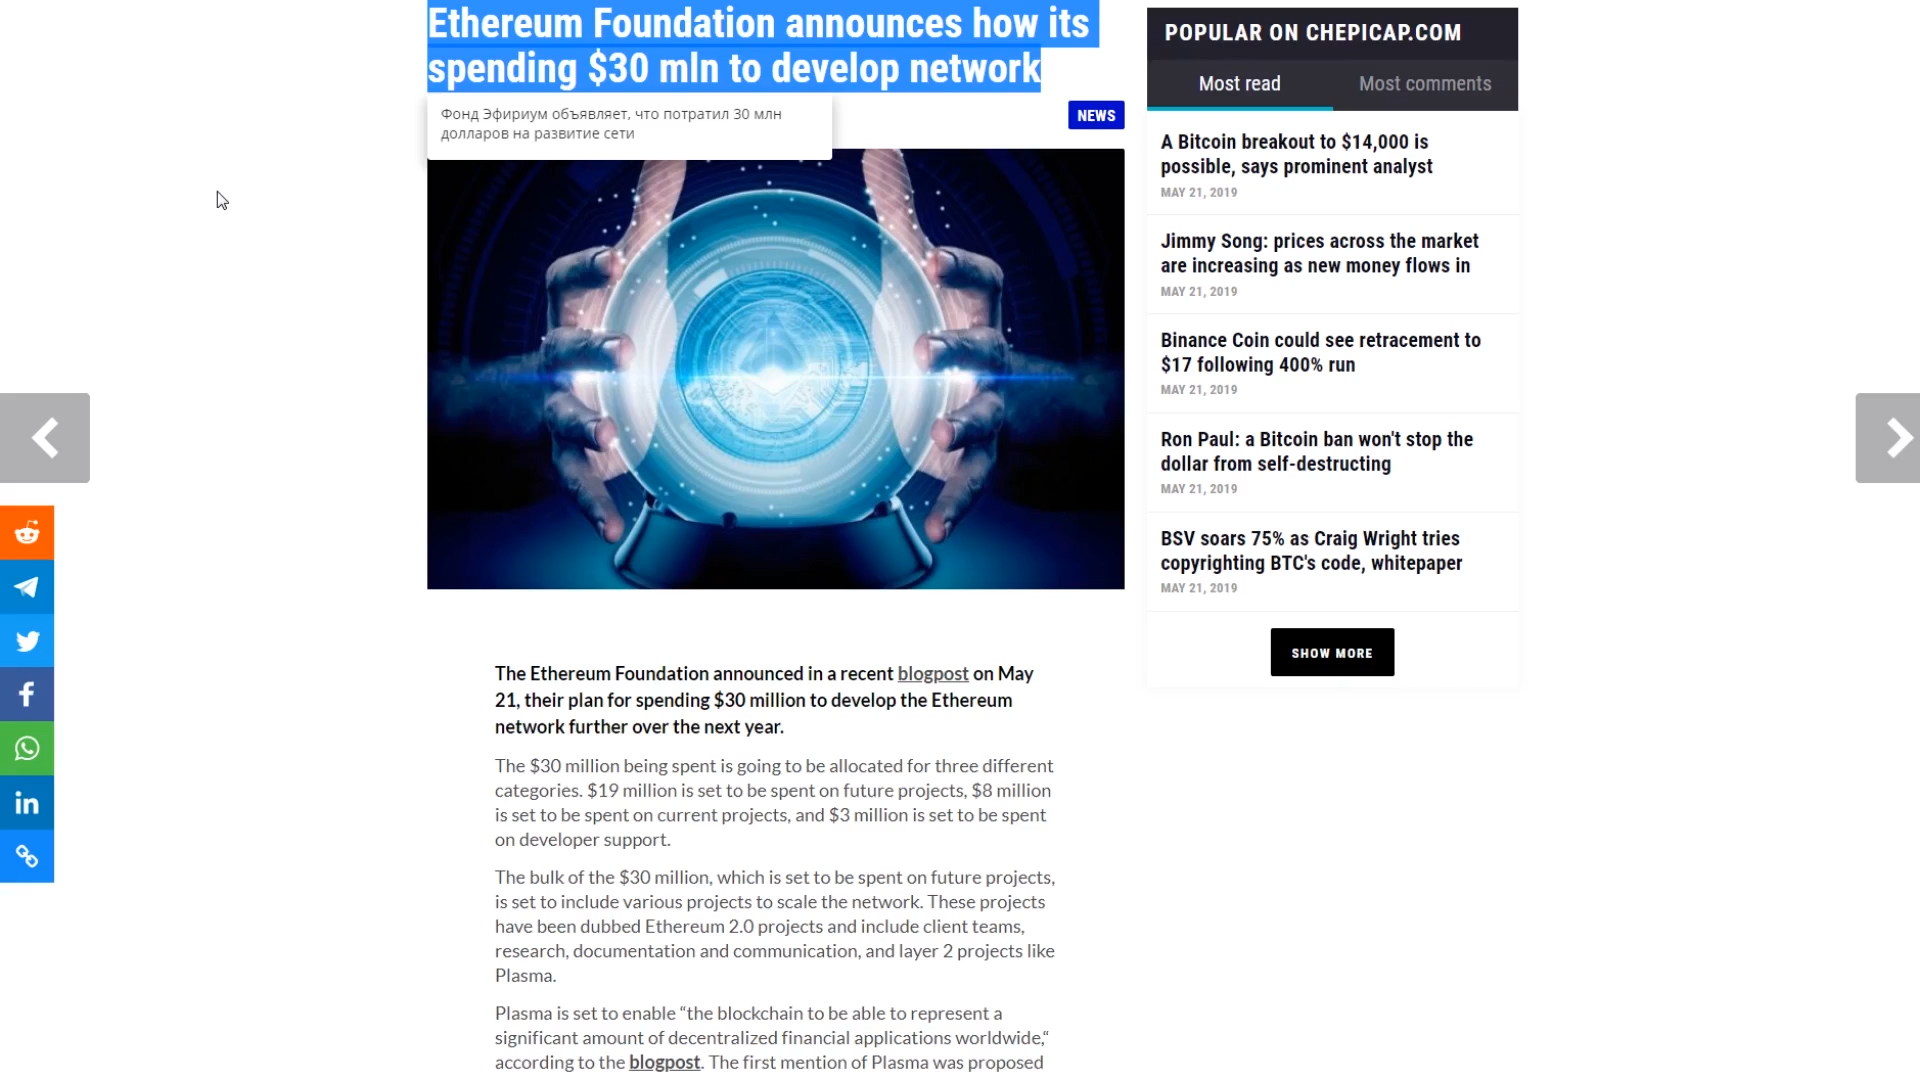 Ethereum Foundation announces how its
spending $30 mln to develop network
Фонд Эфириум объявляет, что потратил 30 млн
долларов на развитие сети
NEWS
The Ethereum Foundation announced in a recent blogpost on May
21, their plan for spending $30 million to develop the Ethereum
network further over the next year.
The $30 million being spent is going to be allocated for three different
categories. $19 million is set to be spent on future projects, $8 million
is set to be spent on current projects, and $3 million is set to be spent
on developer support.
The bulk of the $30 million, which is set to be spent on future projects,
is set to include various projects to scale the network. These projects
have been dubbed Ethereum 2.0 projects and include client teams,
research, documentation and communication, and layer 2 projects like
Plasma.
Plasma is set to enable “the blockchain to be able to represent a
significant amount of decentralized financial applications worldwide,“
according to the blogpost. The first mention of Plasma was proposed
POPULAR ON CHEPICAP.COM
Most read Most comments
A Bitcoin breakout to $14,000 is
possible, says prominent analyst
MAY 21, 2019
Jimmy Song: prices across the market
are increasing as new money flows in
MAY 21, 2019
Binance Coin could see retracement to
$17 following 400% run
MAY 21, 2019
Ron Paul: a Bitcoin ban won't stop the
dollar from self-destructing
MAY 21, 2019
BSV soars 75% as Craig Wright tries
copyrighting BTC's code, whitepaper
MAY 21, 2019
SHOW MORE